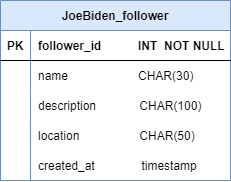 JoeBiden_follower
PK follower_id INT NOT NULL
name CHAR(30)
description CHAR(100)
location CHAR(50)
created_at timestamp